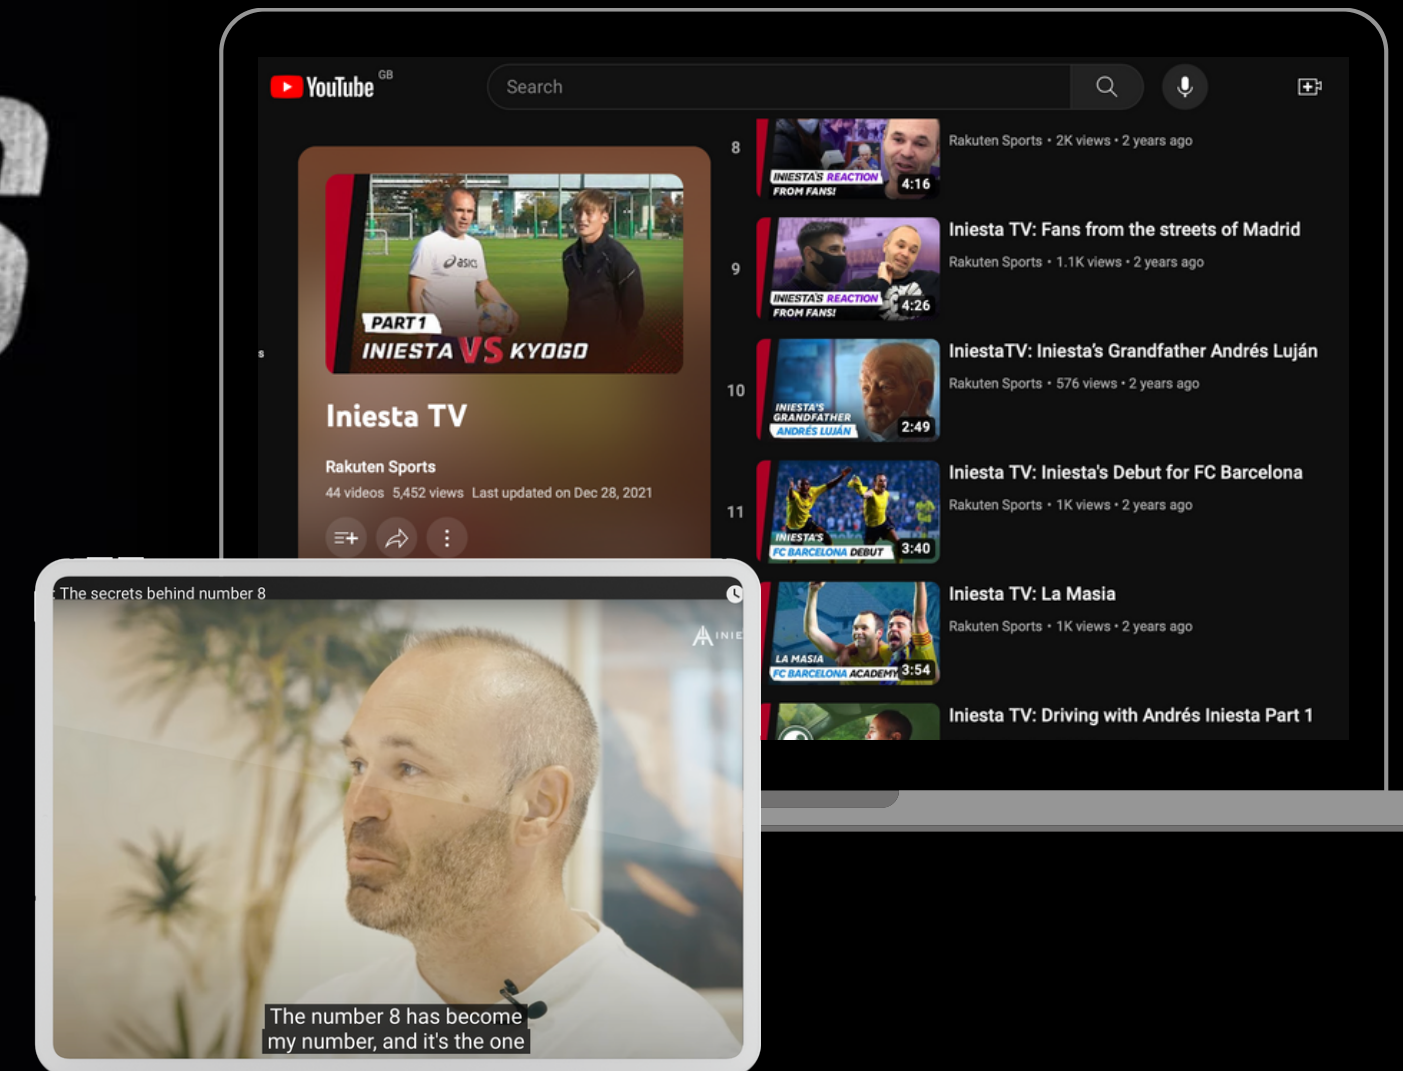 YouTube GB
Search
8
INIESTA'S REACTION
FROM FANS!
4:16
Rakuten Sports • 2K views • 2 years ago
9
INIESTA'S REACTION
FROM FANS!
4:26
Iniesta TV: Fans from the streets of Madrid
Rakuten Sports • 1.1K views • 2 years ago
10
INIESTA'S
GRANDFATHER
ANDRÉS LUJÁN
2:49
IniestaTV: Iniesta's Grandfather Andrés Luján
Rakuten Sports • 576 views • 2 years ago
11
INIESTA'S
FC BARCELONA DEBUT
3:40
Iniesta TV: Iniesta's Debut for FC Barcelona
Rakuten Sports • 1K views • 2 years ago
LA MASIA
FC BARCELONA ACADEMY
3:54
Iniesta TV: La Masia
Rakuten Sports • 1K views • 2 years ago
Iniesta TV: Driving with Andrés Iniesta Part 1
s
asics
PART 1
INIESTA VS KYOGO
Iniesta TV
Rakuten Sports
44 videos 5,452 views Last updated on Dec 28, 2021
: The secrets behind number 8
INIE
The number 8 has become
my number, and it's the one